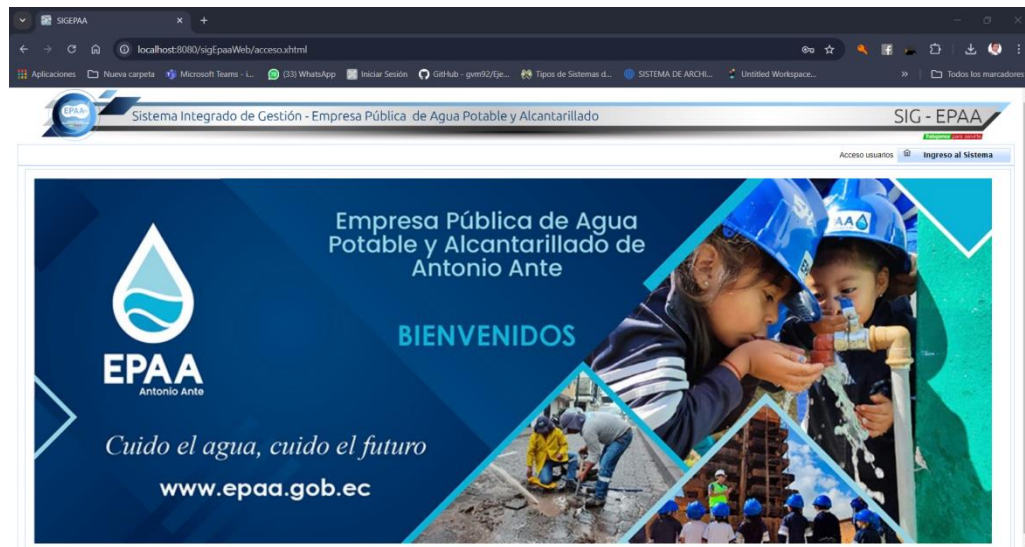 SIGEPAA
localhost:8080/sigEpaaWeb/acceso.xhtml
Aplicaciones Nueva carpeta Microsoft Teams - i... (33) WhatsApp Iniciar Sesión GitHub - gvm92/Eje... Tipos de Sistemas d... SISTEMA DE ARCHI... Untitled Workspace... » Todos los marcadores
EPAA
Sistema Integrado de Gestión - Empresa Pública de Agua Potable y Alcantarillado
SIG - EPAA
Trabajamos para servirte
Acceso usuarios Ingreso al Sistema
Empresa Pública de Agua
Potable y Alcantarillado de
Antonio Ante
BIENVENIDOS
EPAA
Antonio Ante
Cuido el agua, cuido el futuro
www.epaa.gob.ec